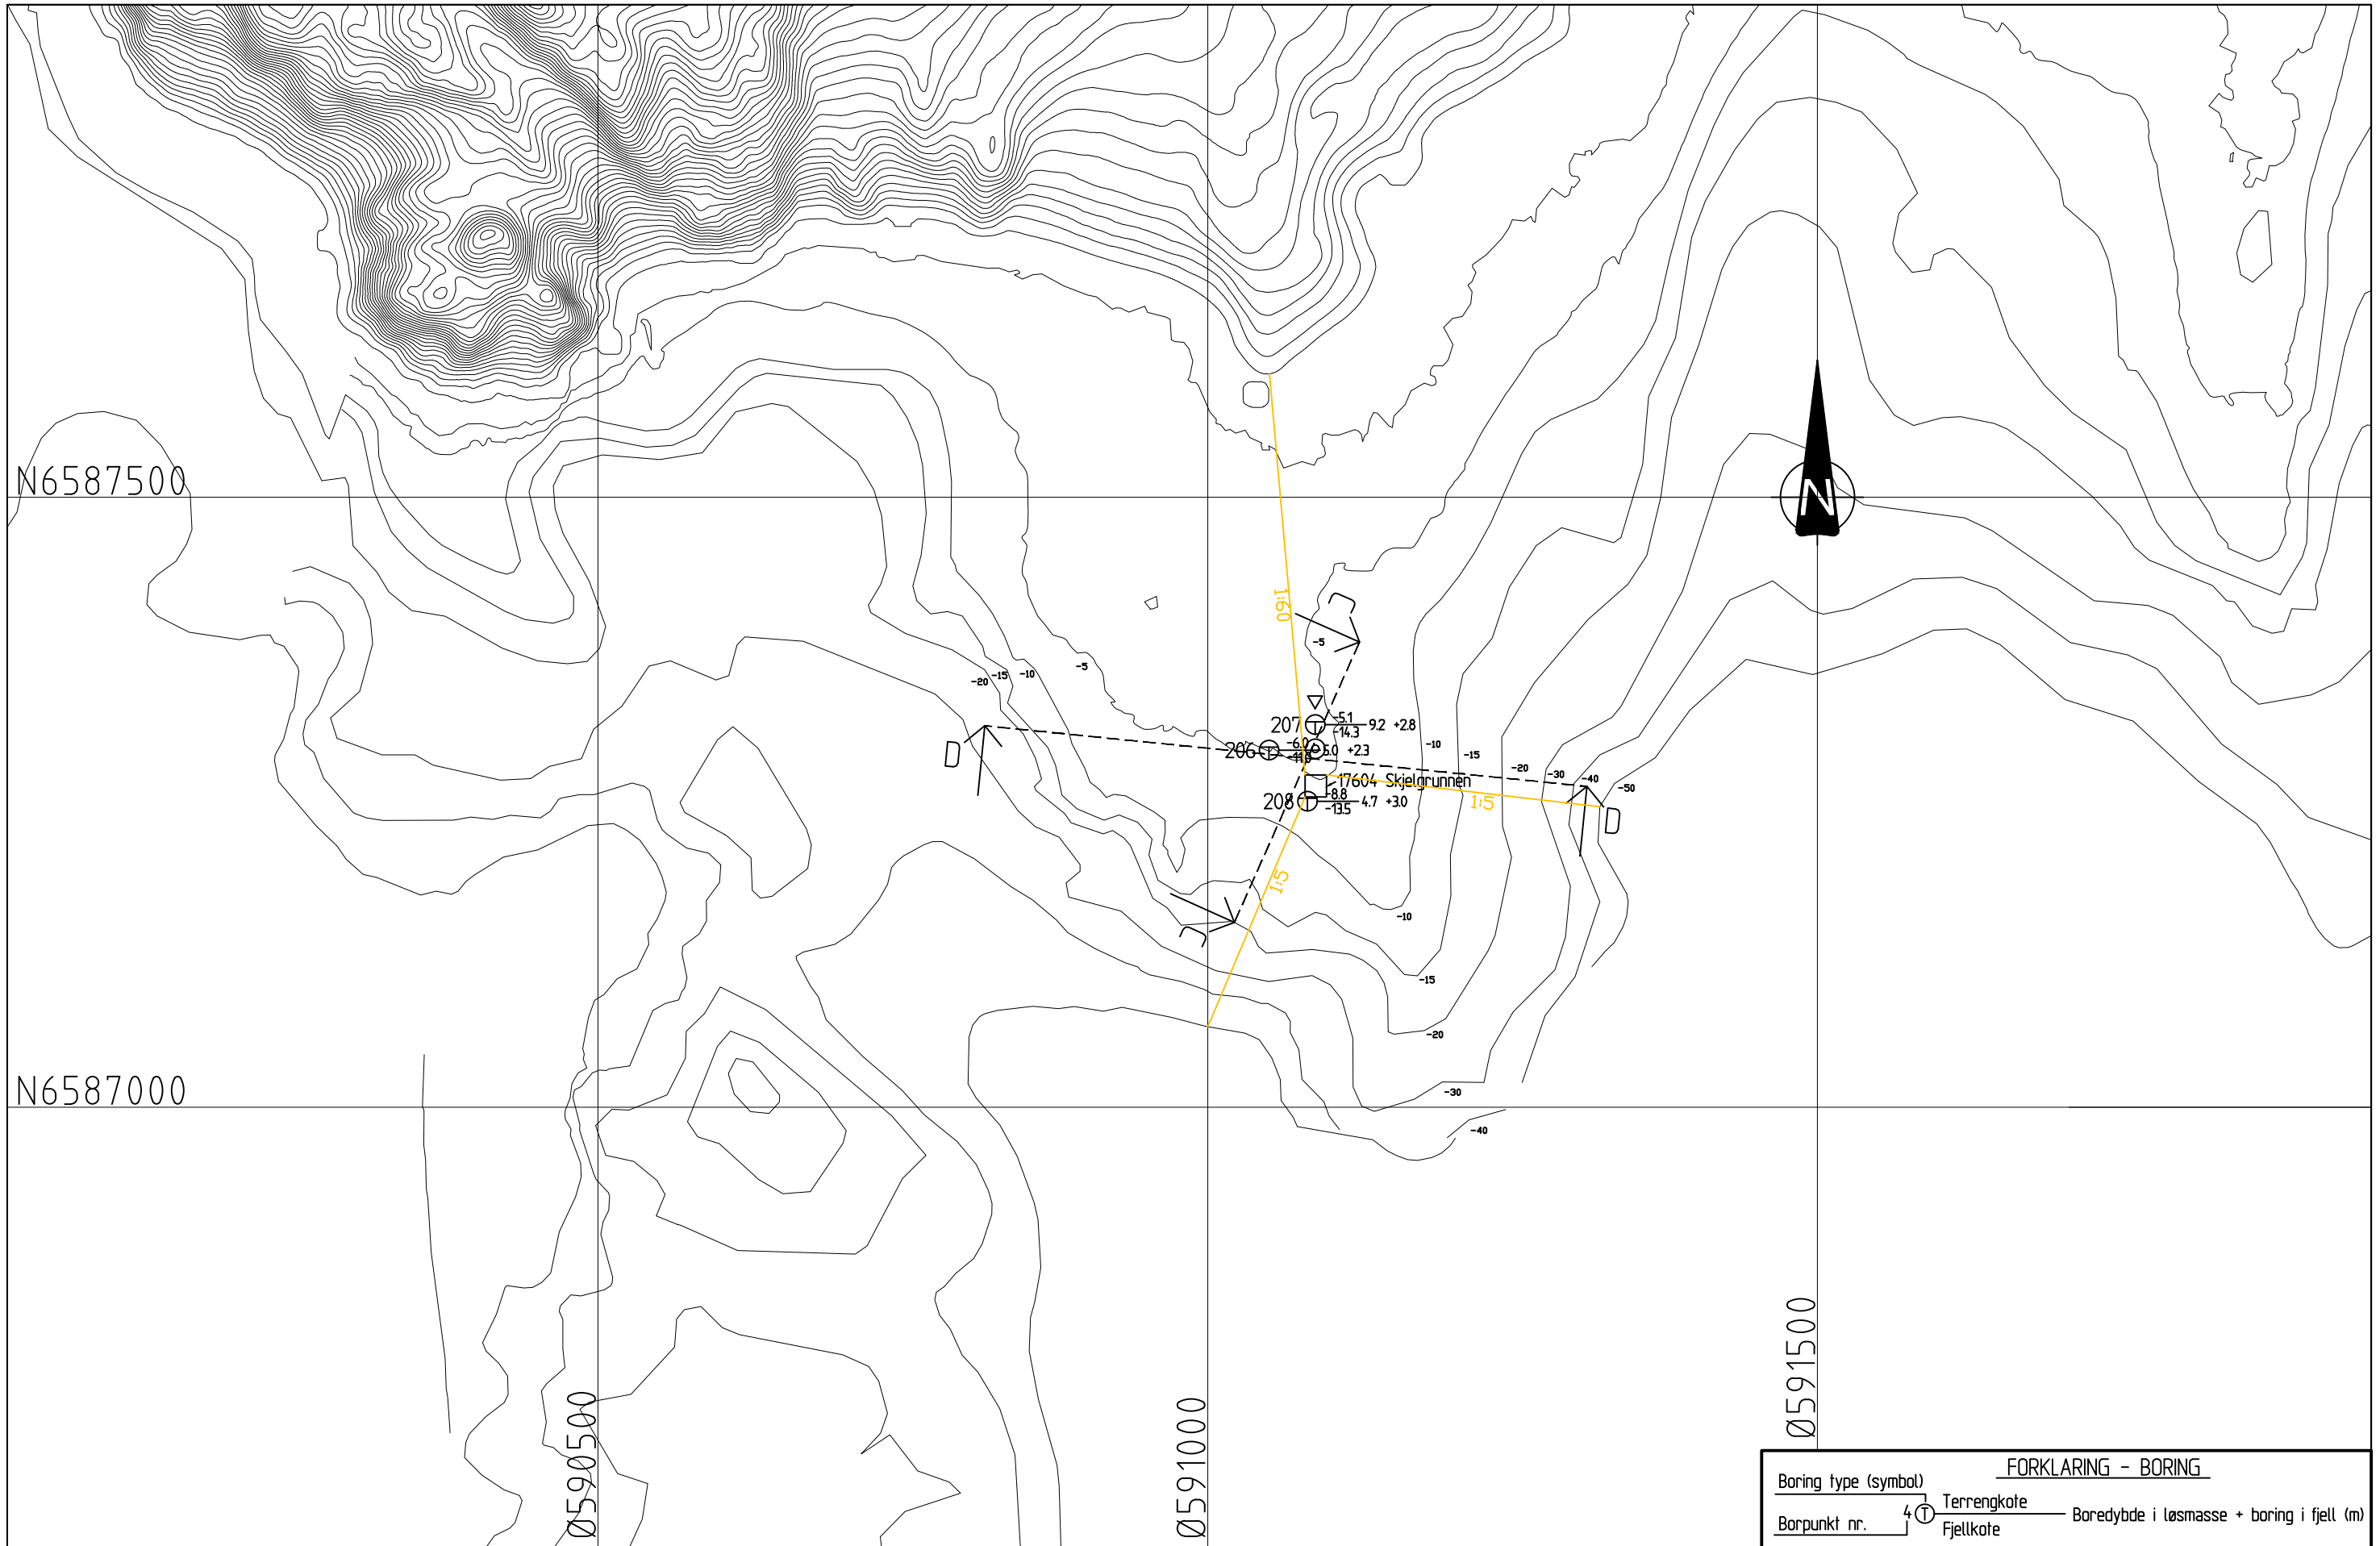 N6587500
N
1:60
C
-5
-5
-20
-15
-10
207
-5.1
9.2 +2.8
-14.3
206
-6.0
5.0 +2.3
-11.0
D
-10
-15
-20
-30
-40
-50
17604 Skjelgrunnen
208
-8.8
4.7 +3.0
-13.5
1:5
D
1:5
C
-10
-15
-20
-30
-40
N6587000
Ø590500
Ø591000
Ø591500
FORKLARING - BORING
Boring type (symbol)
Terrengkote
4 T
Boredybde i løsmasse + boring i fjell (m)
Borpunkt nr.
Fjellkote